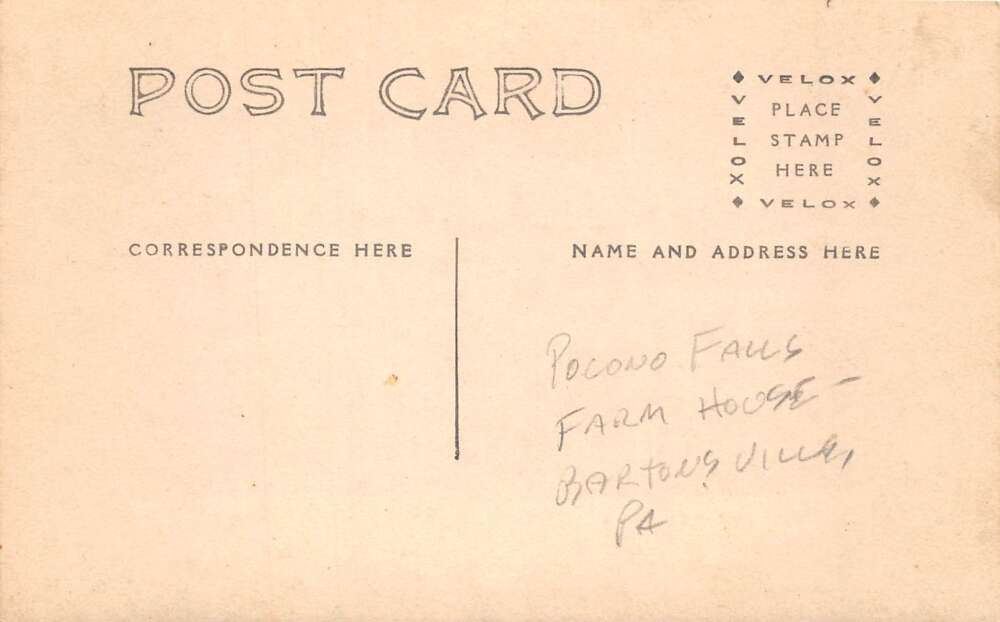 POST CARD
VELOX
VELOX
PLACE
STAMP
HERE
VELOX
VELOX
CORRESPONDENCE HERE
NAME AND ADDRESS HERE
POCONO FALLS
FARM HOUSE -
BARTONSVILLE,
PA